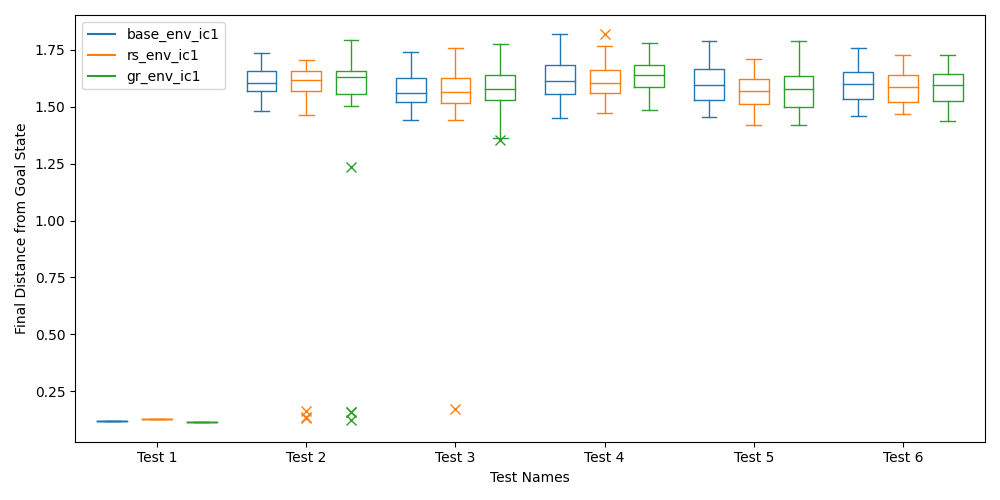 base_env_ic1
rs_env_ic1
gr_env_ic1
Final Distance from Goal State
1.75
1.50
1.25
1.00
0.75
0.50
0.25
Test 1
Test 2
Test 3
Test 4
Test 5
Test 6
Test Names